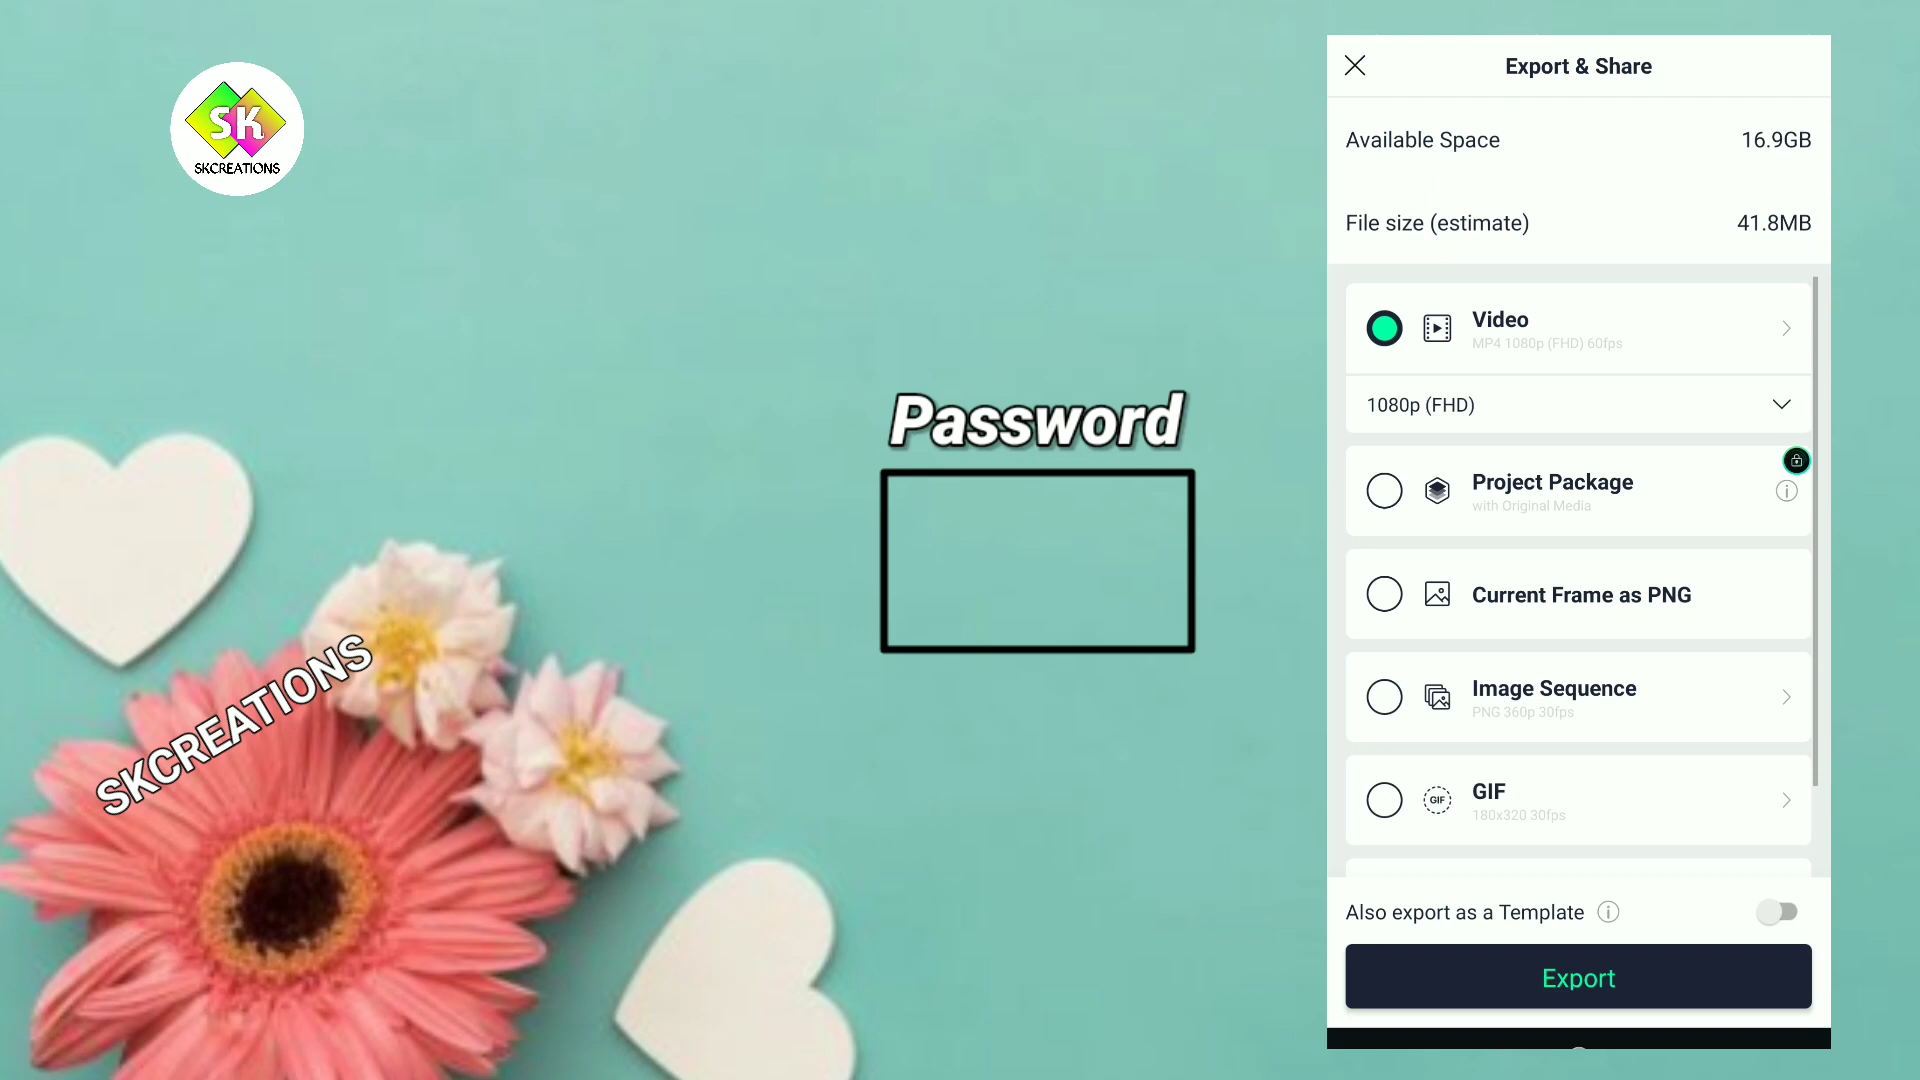 SK
SKCREATIONS
SKCREATIONS
Password
Export & Share
Available Space 16.9GB
File size (estimate) 41.8MB
Video
MP4 1080p (FHD) 60fps
1080p (FHD)
Project Package
with Original Media
Current Frame as PNG
Image Sequence
PNG 360p 30fps
GIF
GIF
180x320 30fps
Also export as a Template
Export